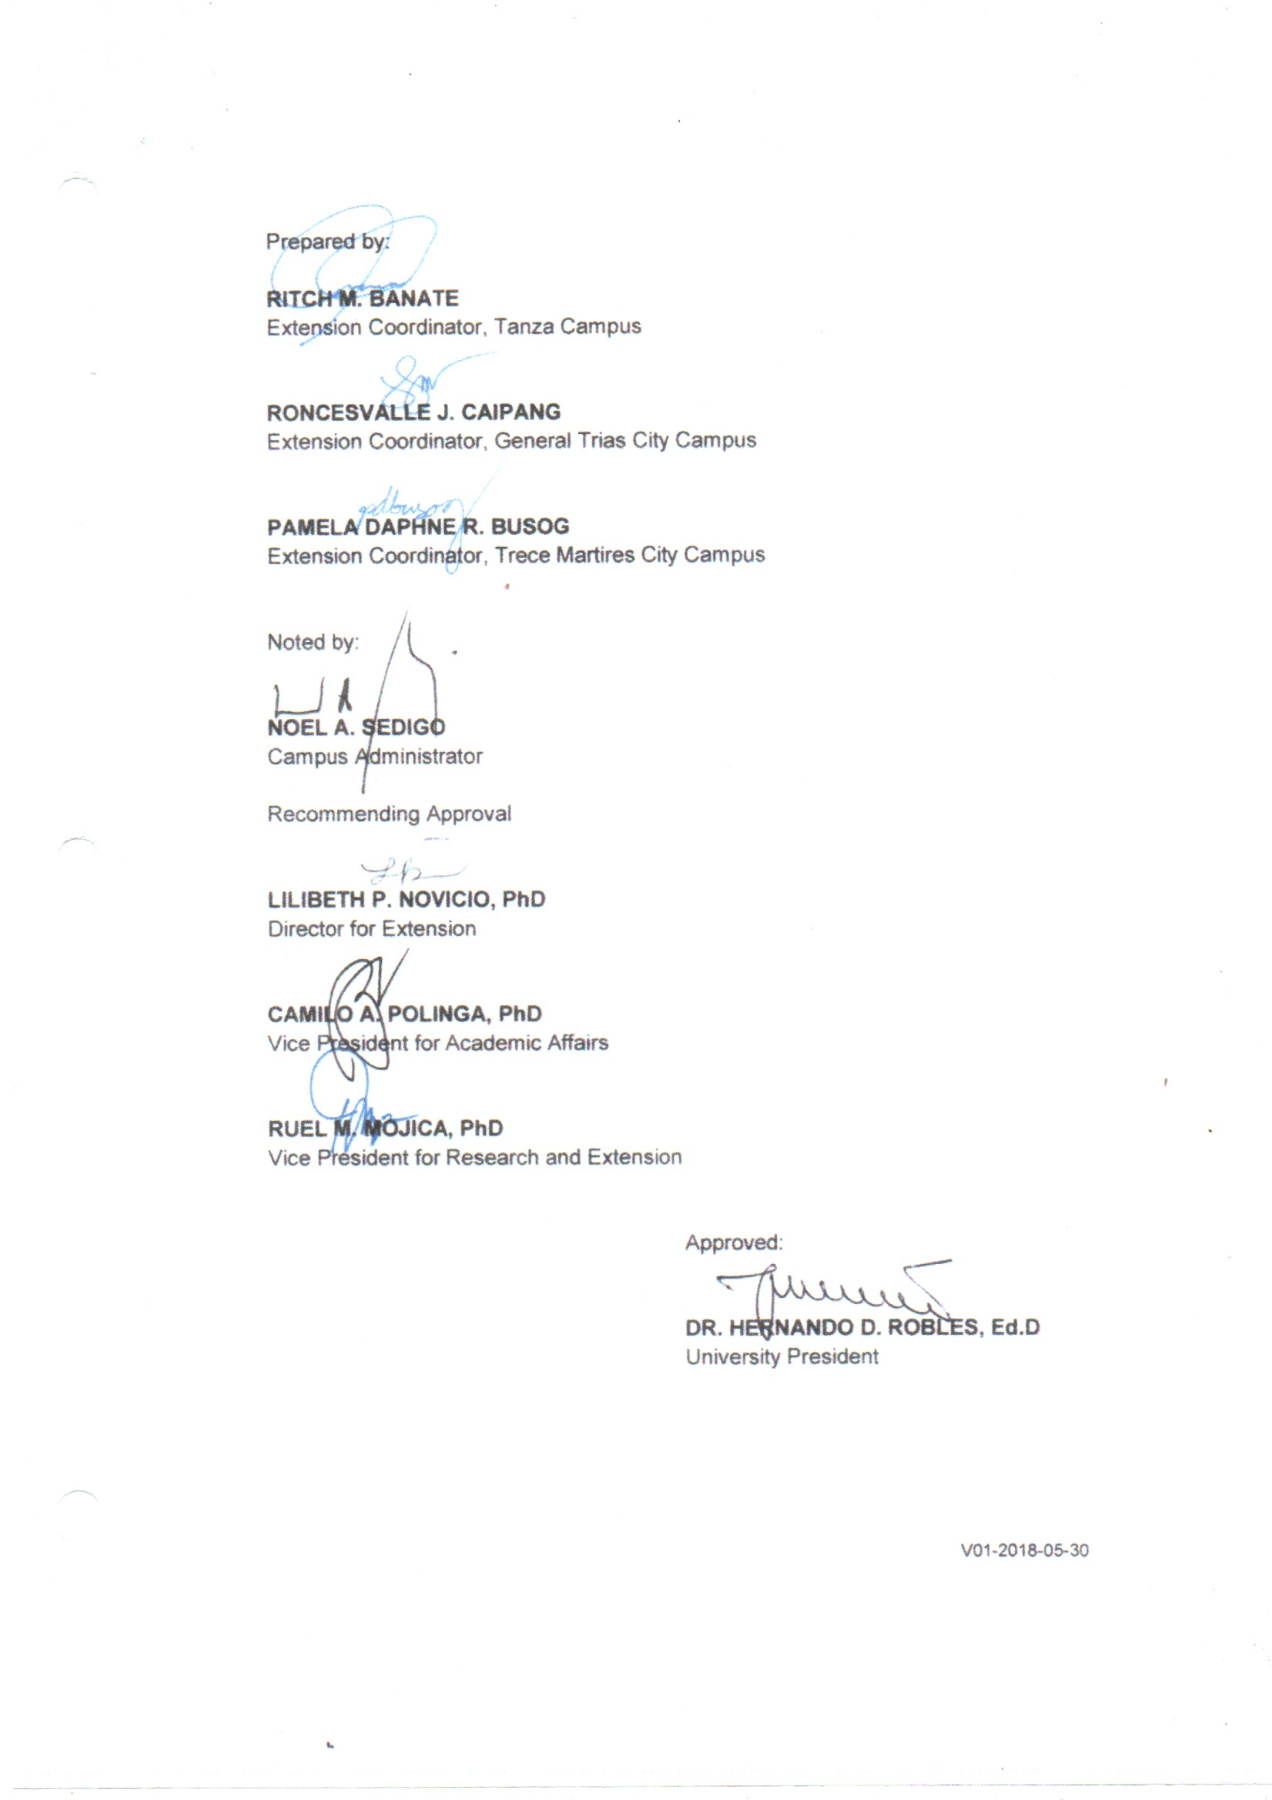 Prepared by:
RITCH M. BANATE
Extension Coordinator, Tanza Campus
RONCESVALLE J. CAIPANG
Extension Coordinator, General Trias City Campus
PAMELA DAPHNE R. BUSOG
Extension Coordinator, Trece Martires City Campus
Noted by:
NOEL A. SEDIGO
Campus Administrator
Recommending Approval
LILIBETH P. NOVICIO, PhD
Director for Extension
CAMILO A. POLINGA, PhD
Vice President for Academic Affairs
RUEL M. MOJICA, PhD
Vice President for Research and Extension
Approved:
DR. HERNANDO D. ROBLES, Ed.D
University President
V01-2018-05-30